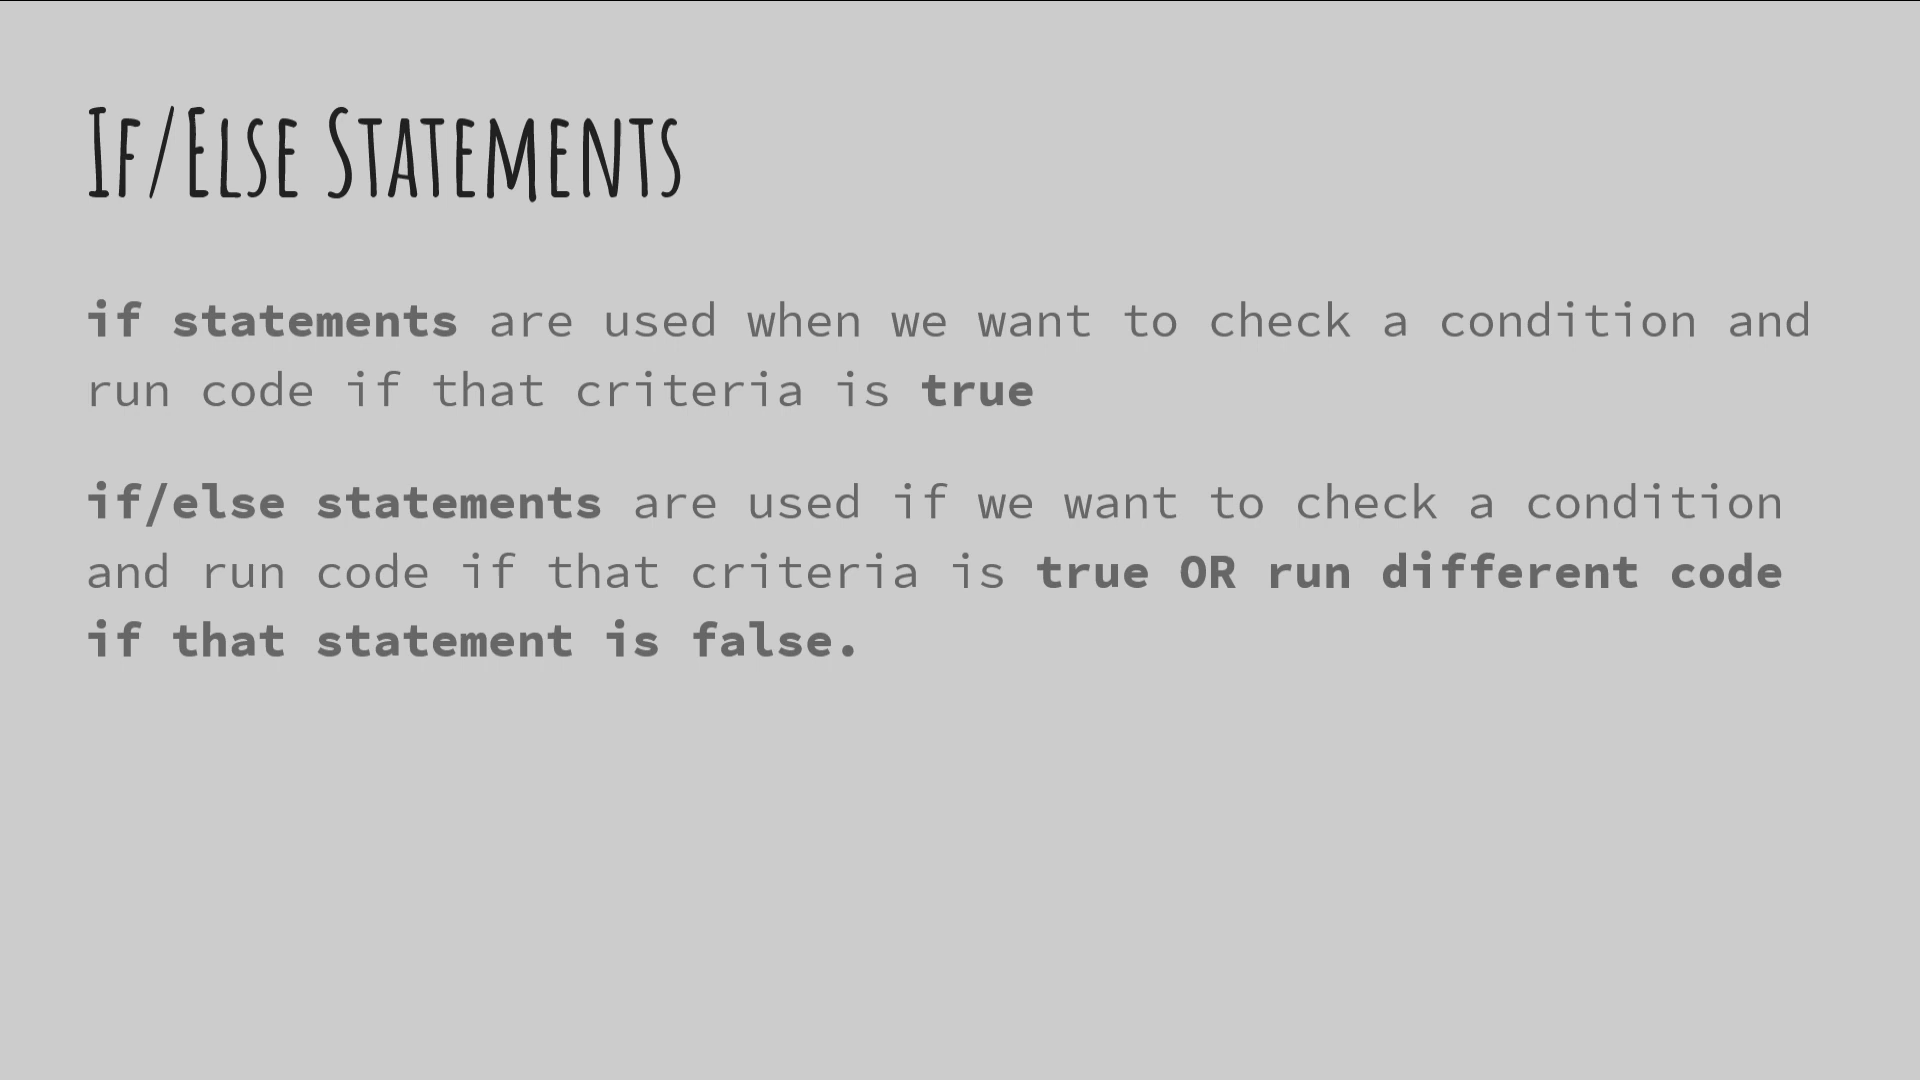 If/Else Statements
if statements are used when we want to check a condition and
run code if that criteria is true
if/else statements are used if we want to check a condition
and run code if that criteria is true OR run different code
if that statement is false.